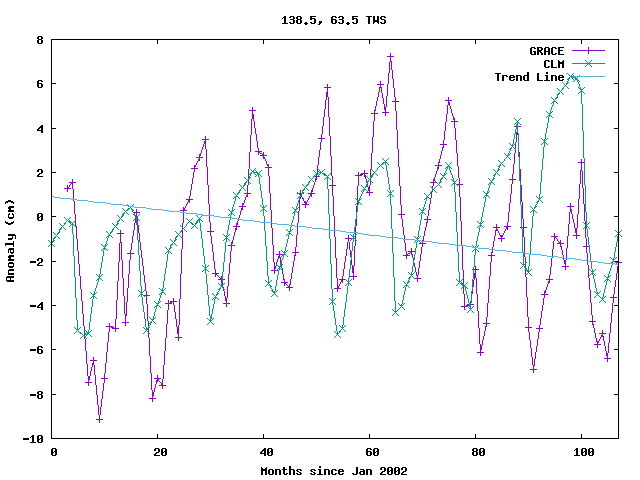 138.5, 63.5 TWS
GRACE
CLM
Trend Line
8
6
4
2
0
-2
-4
-6
-8
-10
Anomaly (cm)
0 20 40 60 80 100
Months since Jan 2002